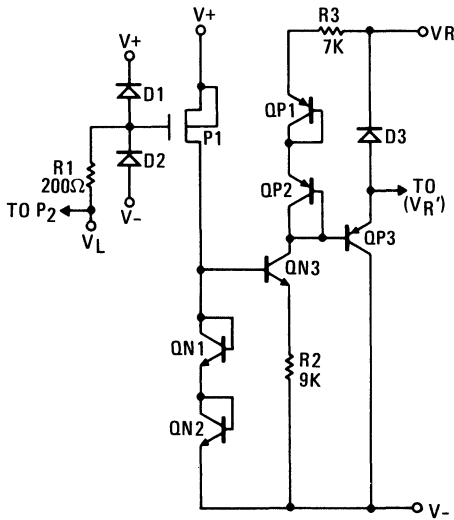 V+
R3
7K
VR
V+
D1
QP1
P1
D3
D2
R1
200Ω
QP2
TO P2
V-
TO
(VR')
VL
QP3
QN3
QN1
R2
9K
QN2
V-